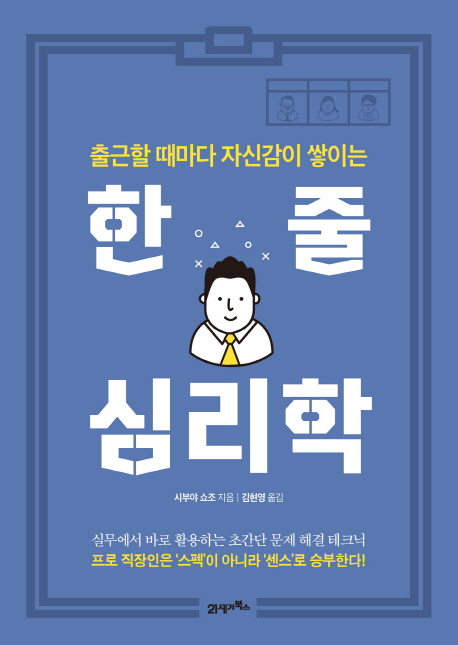 출근할 때마다 자신감이 쌓이는
한 줄
심리학
시부야 쇼조 지음 | 김현영 옮김
실무에서 바로 활용하는 초간단 문제 해결 테크닉
프로 직장인은 ‘스펙’이 아니라 ‘센스’로 승부한다!
21세기북스